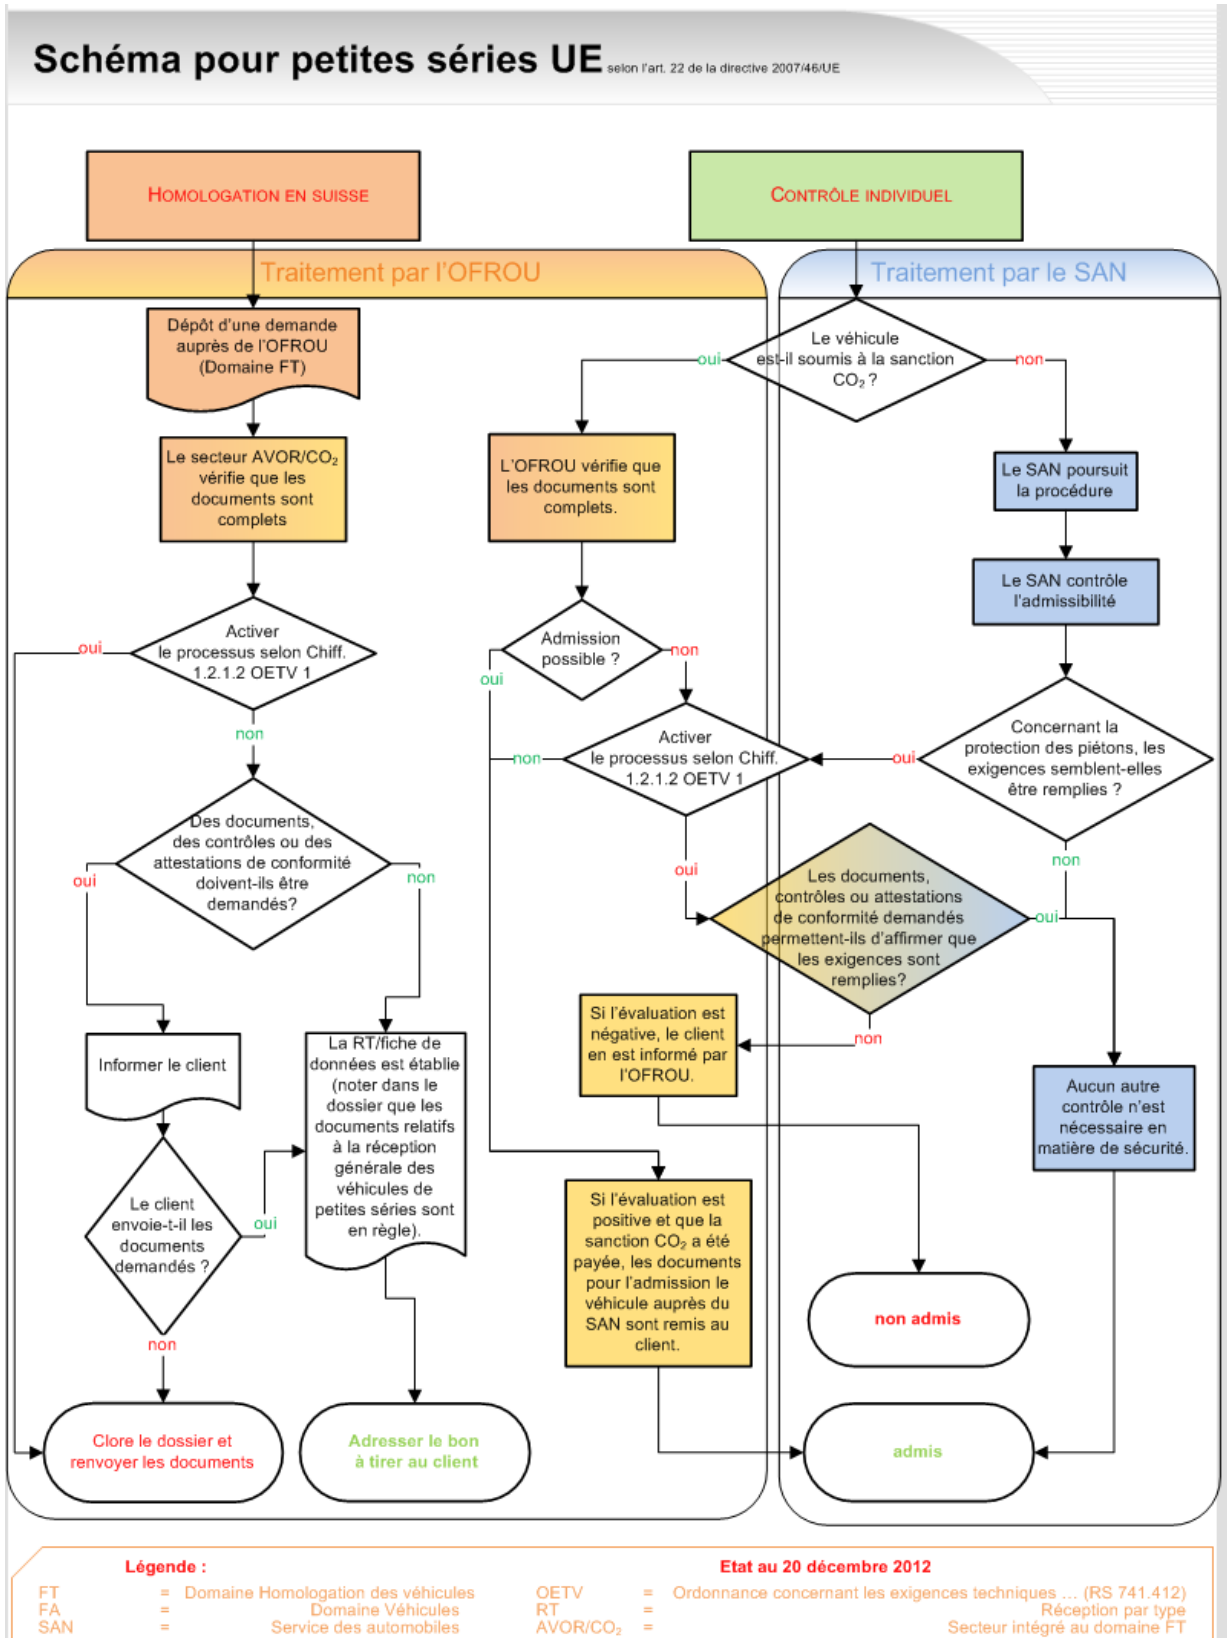 Schéma pour petites séries UE selon l'art. 22 de la directive 2007/46/UE
HOMOLOGATION EN SUISSE
CONTRÔLE INDIVIDUEL
Traitement par l'OFROU
Traitement par le SAN
Dépôt d'une demande
auprès de l'OFROU
(Domaine FT)
Le secteur AVOR/CO₂
vérifie que les
documents sont
complets
Activer
le processus selon Chiff.
1.2.1.2 OETV 1
oui
non
Des documents,
des contrôles ou des
attestations de conformité
doivent-ils être
demandés?
oui
non
Informer le client
La RT/fiche de
données est établie
(noter dans le
dossier que les
documents relatifs
à la réception
générale des
véhicules de
petites séries sont
en règle).
Le client
envoie-t-il les
documents
demandés ?
oui
non
Clore le dossier et
renvoyer les documents
Adresser le bon
à tirer au client
Le véhicule
est-il soumis à la sanction
CO₂ ?
oui
non
L'OFROU vérifie que
les documents sont
complets.
Admission
possible ?
oui
non
Activer
le processus selon Chiff.
1.2.1.2 OETV 1
non
oui
Le SAN poursuit
la procédure
Le SAN contrôle
l'admissibilité
Concernant la
protection des piétons, les
exigences semblent-elles
être remplies ?
oui
non
Les documents,
contrôles ou attestations
de conformité demandés
permettent-ils d'affirmer que
les exigences sont
remplies?
oui
non
Si l'évaluation est
négative, le client
en est informé par
l'OFROU.
Aucun autre
contrôle n'est
nécessaire en
matière de sécurité.
Si l'évaluation est
positive et que la
sanction CO₂ a été
payée, les documents
pour l'admission le
véhicule auprès du
SAN sont remis au
client.
non admis
admis
Légende :
Etat au 20 décembre 2012
FT = Domaine Homologation des véhicules
FA = Domaine Véhicules
SAN = Service des automobiles
OETV = Ordonnance concernant les exigences techniques ... (RS 741.412)
RT = Réception par type
AVOR/CO₂ = Secteur intégré au domaine FT